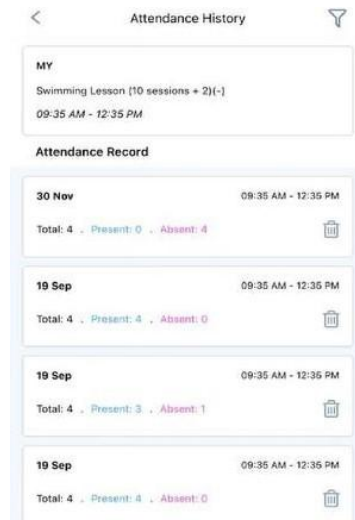 Attendance History
MY
Swimming Lesson (10 sessions + 2)(-)
09:35 AM - 12:35 PM
Attendance Record
30 Nov 09:35 AM - 12:35 PM
Total: 4 . Present: 0 . Absent: 4
19 Sep 09:35 AM - 12:35 PM
Total: 4 . Present: 4 . Absent: 0
19 Sep 09:35 AM - 12:35 PM
Total: 4 . Present: 3 . Absent: 1
19 Sep 09:35 AM - 12:35 PM
Total: 4 . Present: 4 . Absent: 0